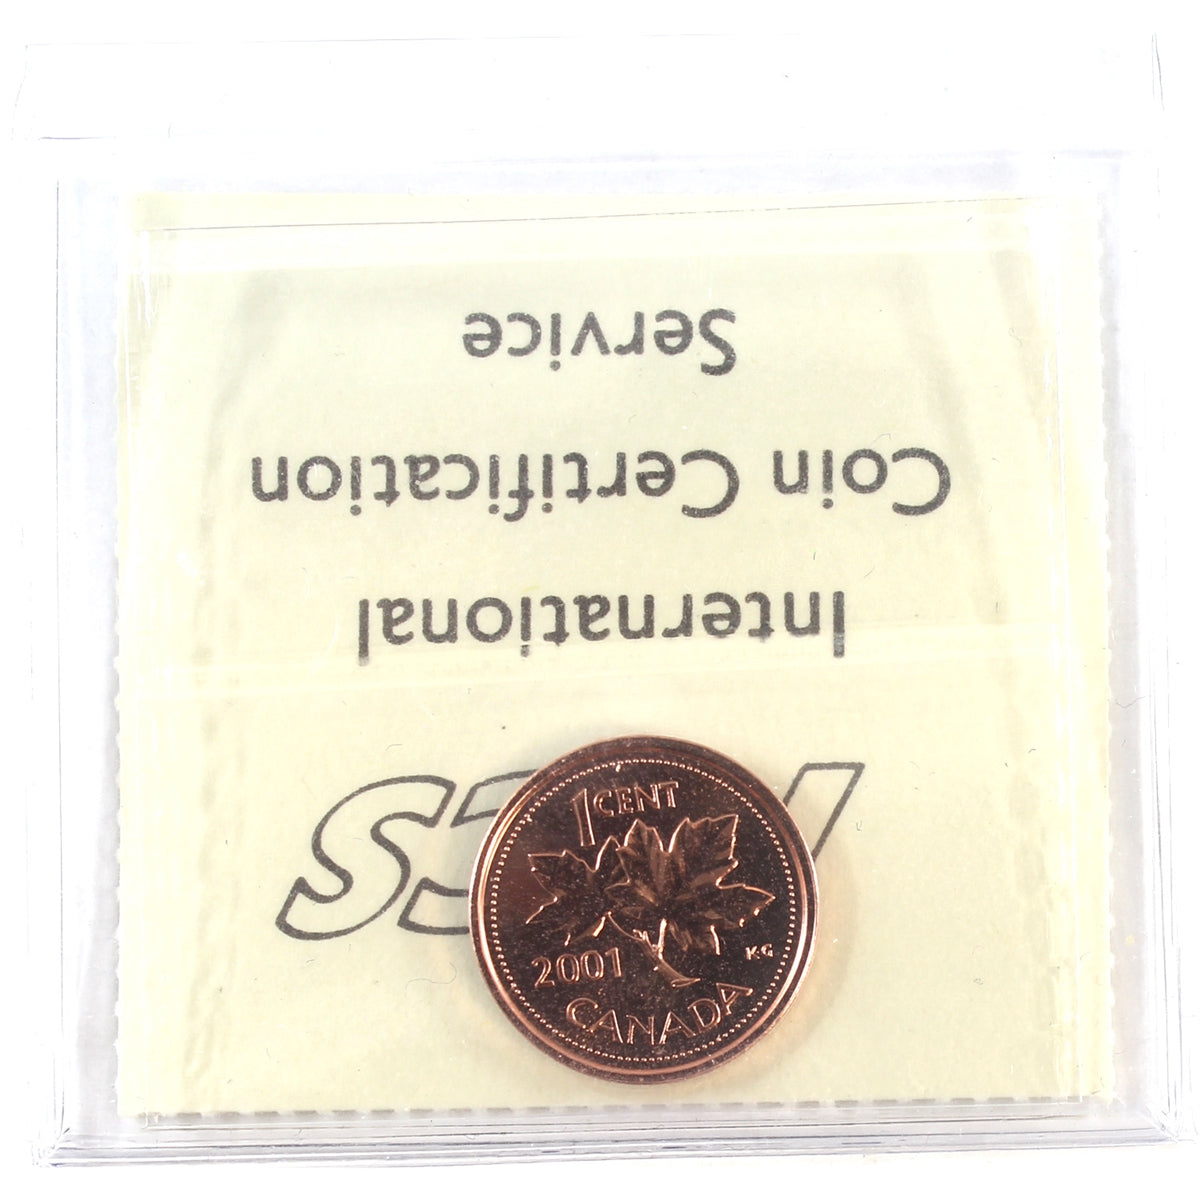 ICCS
International
Coin Certification
Service
1 CENT
KG
2001
CANADA